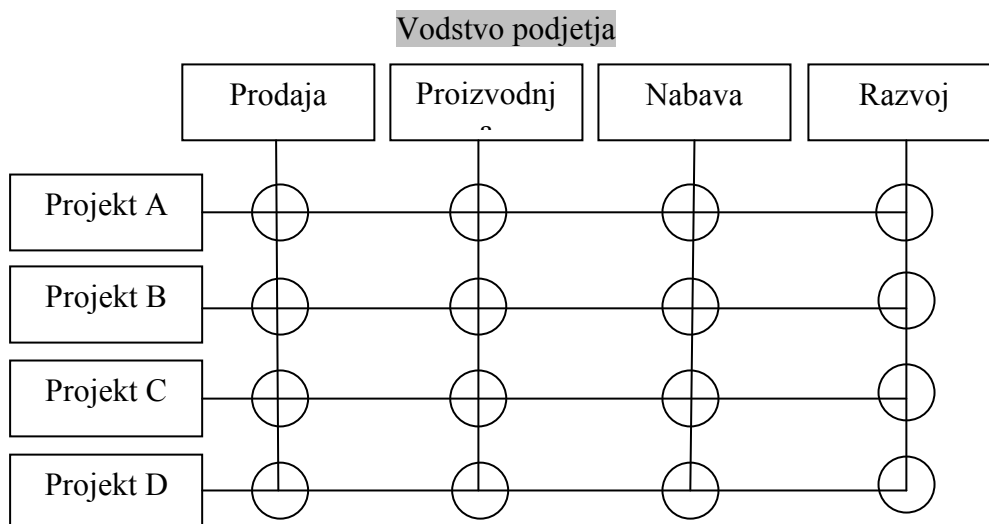 Vodstvo podjetja
Prodaja
Proizvodnj
Nabava
Razvoj
Projekt A
Projekt B
Projekt C
Projekt D